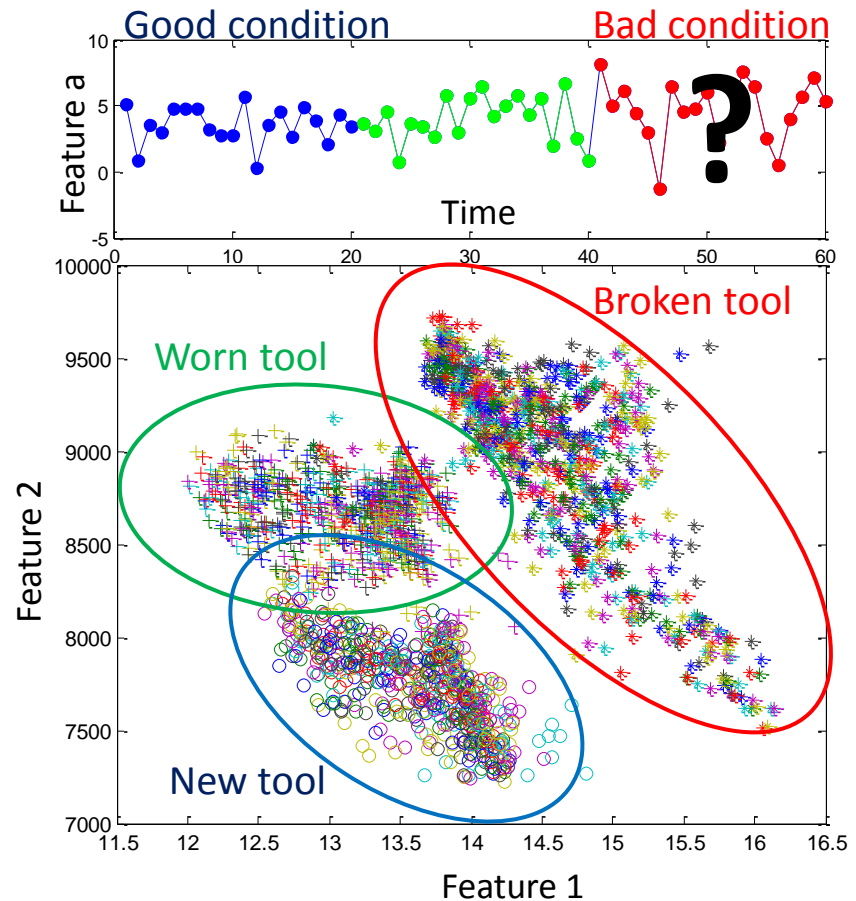 Good condition
Bad condition
10
5
0
-5
Feature a
?
Time
0 10 20 30 40 50 60
10000
9500
9000
8500
8000
7500
7000
Feature 2
Broken tool
Worn tool
New tool
11.5 12 12.5 13 13.5 14 14.5 15 15.5 16 16.5
Feature 1